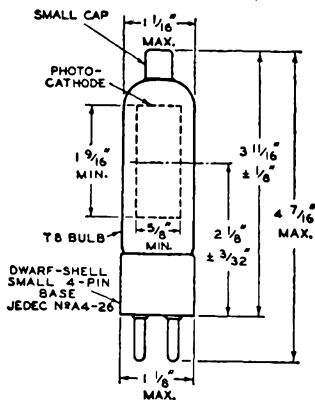 1 1/16"
MAX.
SMALL CAP
PHOTO-
CATHODE
1 9/16"
MIN.
3 11/16"
± 1/8"
4 7/16"
MAX.
5/8"
MIN.
2 1/8"
± 3/32"
T8 BULB
DWARF-SHELL
SMALL 4-PIN
BASE
JEDEC NºA4-26
1 1/8"
MAX.